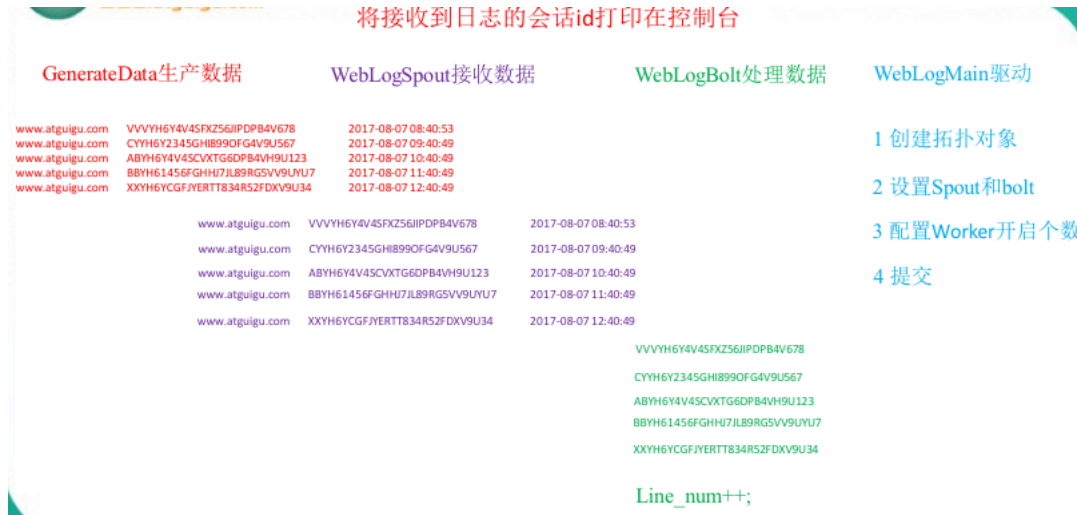 将接收到日志的会话id打印在控制台
GenerateData生产数据
www.atguigu.com VVVYH6Y4V4SFXZ56JIPDPB4V678 2017-08-07 08:40:53
www.atguigu.com CYYH6Y2345GHI899OFG4V9U567 2017-08-07 09:40:49
www.atguigu.com ABYH6Y4V4SCVXTG6DPB4VH9U123 2017-08-07 10:40:49
www.atguigu.com BBYH61456FGHHJ7JL89RG5VV9UYU7 2017-08-07 11:40:49
www.atguigu.com XXYH6YCGFJYERTT834R52FDXV9U34 2017-08-07 12:40:49
WebLogSpout接收数据
www.atguigu.com VVVYH6Y4V4SFXZ56JIPDPB4V678 2017-08-07 08:40:53
www.atguigu.com CYYH6Y2345GHI899OFG4V9U567 2017-08-07 09:40:49
www.atguigu.com ABYH6Y4V4SCVXTG6DPB4VH9U123 2017-08-07 10:40:49
www.atguigu.com BBYH61456FGHHJ7JL89RG5VV9UYU7 2017-08-07 11:40:49
www.atguigu.com XXYH6YCGFJYERTT834R52FDXV9U34 2017-08-07 12:40:49
WebLogBolt处理数据
VVVYH6Y4V4SFXZ56JIPDPB4V678
CYYH6Y2345GHI899OFG4V9U567
ABYH6Y4V4SCVXTG6DPB4VH9U123
BBYH61456FGHHJ7JL89RG5VV9UYU7
XXYH6YCGFJYERTT834R52FDXV9U34
Line_num++;
WebLogMain驱动
1 创建拓扑对象
2 设置Spout和bolt
3 配置Worker开启个数
4 提交